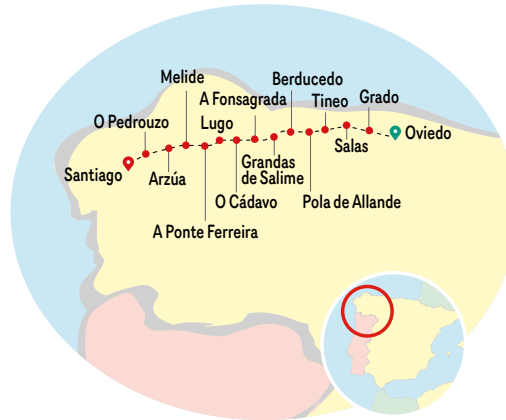 Melide
Berducedo
A Fonsagrada
Tineo
Grado
O Pedrouzo
Lugo
Oviedo
Salas
Santiago
Arzúa
Grandas
de Salime
O Cádavo
Pola de Allande
A Ponte Ferreira